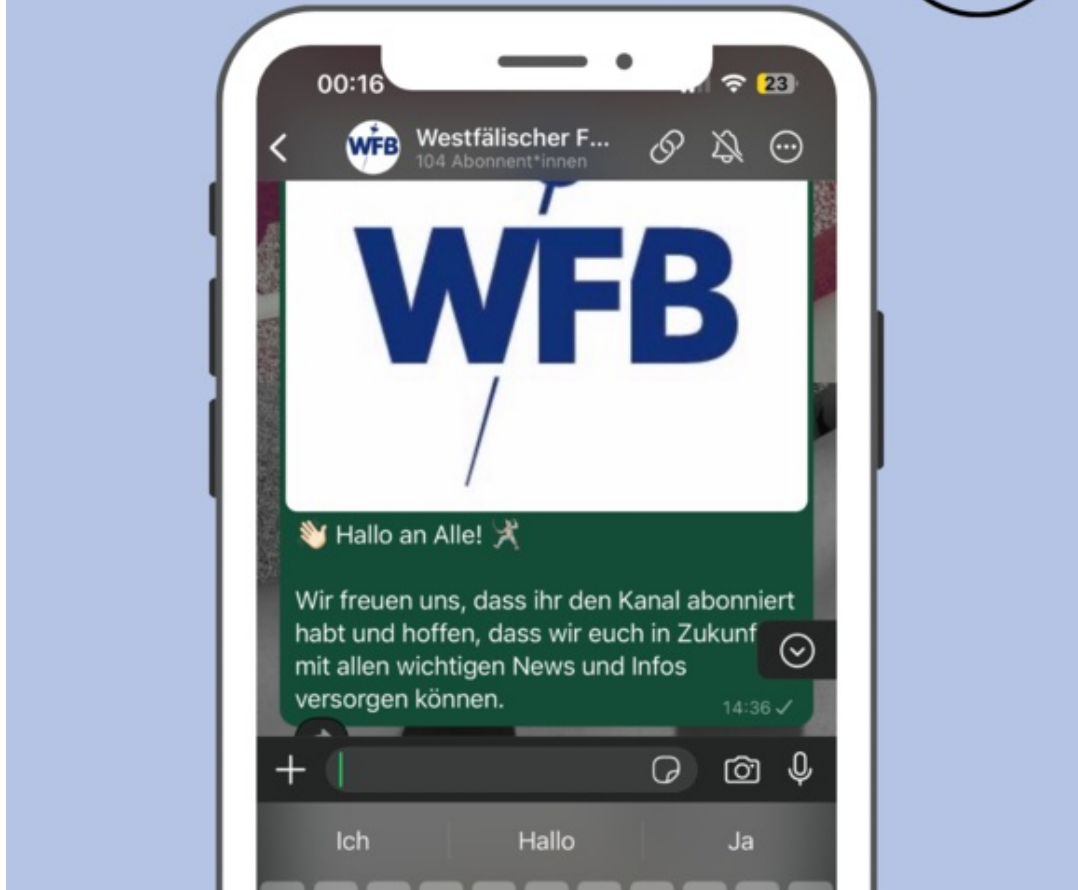 00:16
23
WFB
Westfälischer F...
104 Abonnent*innen
WFB
👋🏻 Hallo an Alle! 🤺
Wir freuen uns, dass ihr den Kanal abonniert
habt und hoffen, dass wir euch in Zukunf
mit allen wichtigen News und Infos
versorgen können.
14:36
Ich
Hallo
Ja